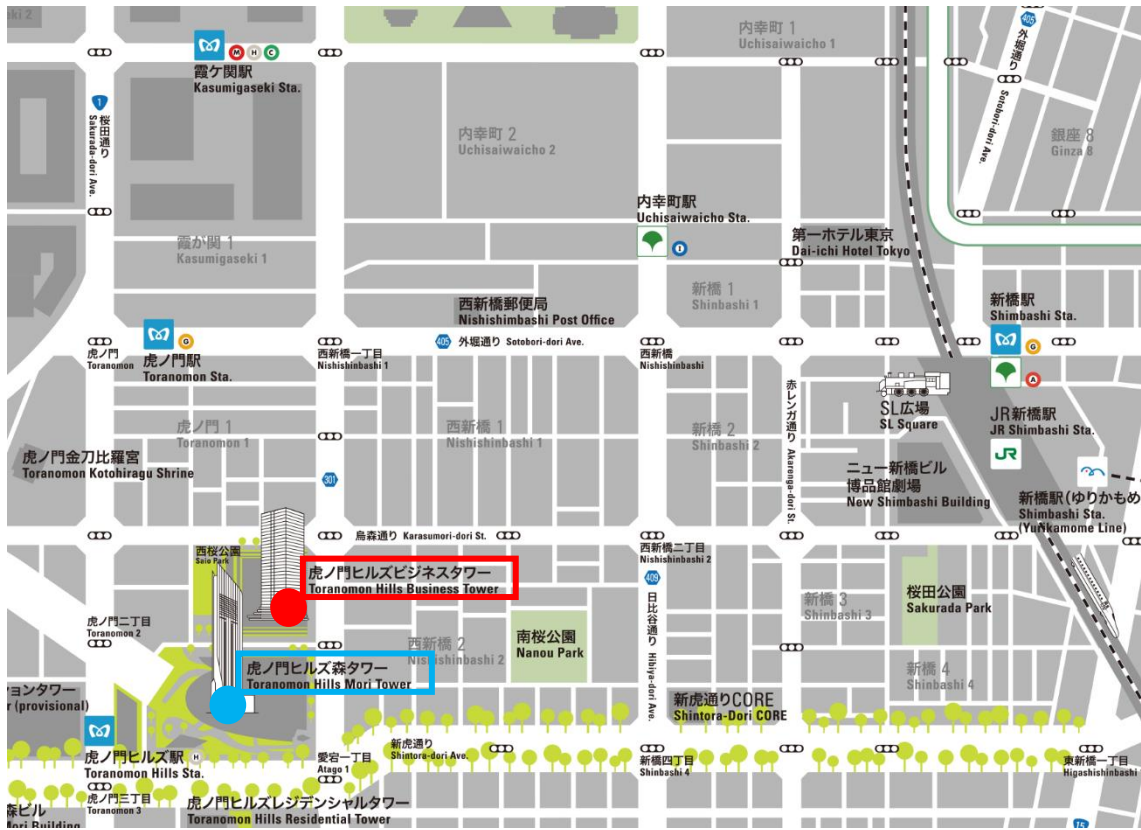 内幸町 1
Uchisaiwaicho 1
405
外堀通り
Sotobori-dori Ave.
M H C
霞ケ関駅
Kasumigaseki Sta.
1
桜田通り
Sakurada-dori Ave.
内幸町 2
Uchisaiwaicho 2
銀座 8
Ginza 8
内幸町駅
Uchisaiwaicho Sta.
I
霞が関 1
Kasumigaseki 1
第一ホテル東京
Dai-ichi Hotel Tokyo
新橋 1
Shinbashi 1
西新橋郵便局
Nishishimbashi Post Office
新橋駅
Shimbashi Sta.
G
A
虎ノ門
Toranomon
G
虎ノ門駅
Toranomon Sta.
西新橋一丁目
Nishishinbashi 1
405 外堀通り Sotobori-dori Ave.
西新橋
Nishishinbashi
赤レンガ通り
Akarenga-dori St.
SL広場
SL Square
JR新橋駅
JR Shimbashi Sta.
JR
虎ノ門 1
Toranomon 1
西新橋 1
Nishishinbashi 1
新橋 2
Shinbashi 2
虎ノ門金刀比羅宮
Toranomon Kotohiragu Shrine
301
ニュー新橋ビル
博品館劇場
New Shimbashi Building
新橋駅(ゆりかもめ
Shimbashi Sta.
(Yurikamome Line)
烏森通り Karasumori-dori St.
西桜公園
西新橋二丁目
Nishishinbashi 2
409
日比谷通り
Hibiya-dori Ave.
虎ノ門ヒルズビジネスタワー
Toranomon Hills Business Tower
新橋 3
Shinbashi 3
桜田公園
Sakurada Park
虎ノ門二丁目
Toranomon 2
西新橋 2
Nishishinbashi 2
南桜公園
Nanou Park
虎ノ門ヒルズ森タワー
Toranomon Hills Mori Tower
新橋 4
Shinbashi 4
ションタワー
r (provisional)
新虎通りCORE
Shintora-Dori CORE
虎ノ門ヒルズ駅
H
Toranomon Hills Sta.
愛宕一丁目
Atago 1
新虎通り
Shintora-dori Ave.
新橋四丁目
Shinbashi 4
東新橋一丁目
Higashishinbashi
虎ノ門三丁目
Toranomon 3
虎ノ門ヒルズレジデンシャルタワー
Toranomon Hills Residential Tower
森ビル
Mori Building
15